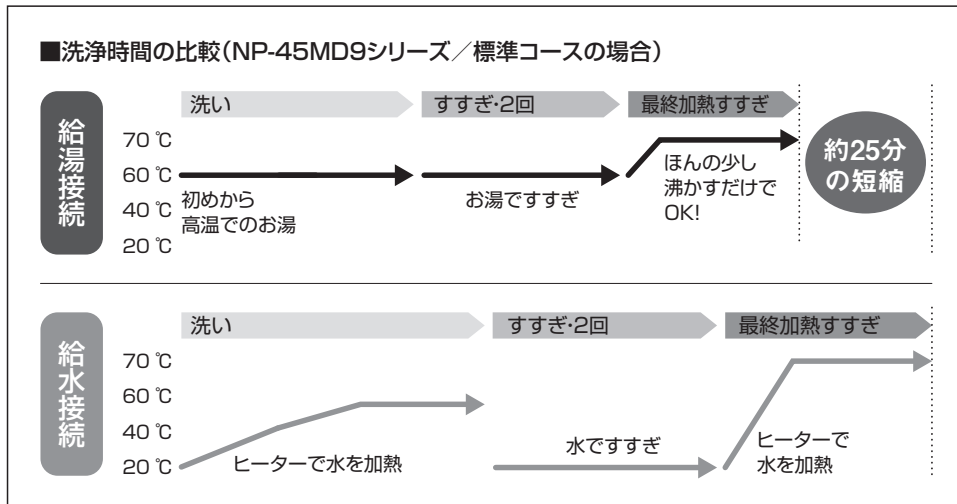 ■洗浄時間の比較(NP-45MD9シリーズ／標準コースの場合)
給湯接続
洗い
すすぎ・2回
最終加熱すすぎ
70 ℃
60 ℃
40 ℃
20 ℃
初めから
高温でのお湯
お湯ですすぎ
ほんの少し
沸かすだけで
OK!
約25分
の短縮
給水接続
洗い
すすぎ・2回
最終加熱すすぎ
70 ℃
60 ℃
40 ℃
20 ℃
ヒーターで水を加熱
水ですすぎ
ヒーターで
水を加熱